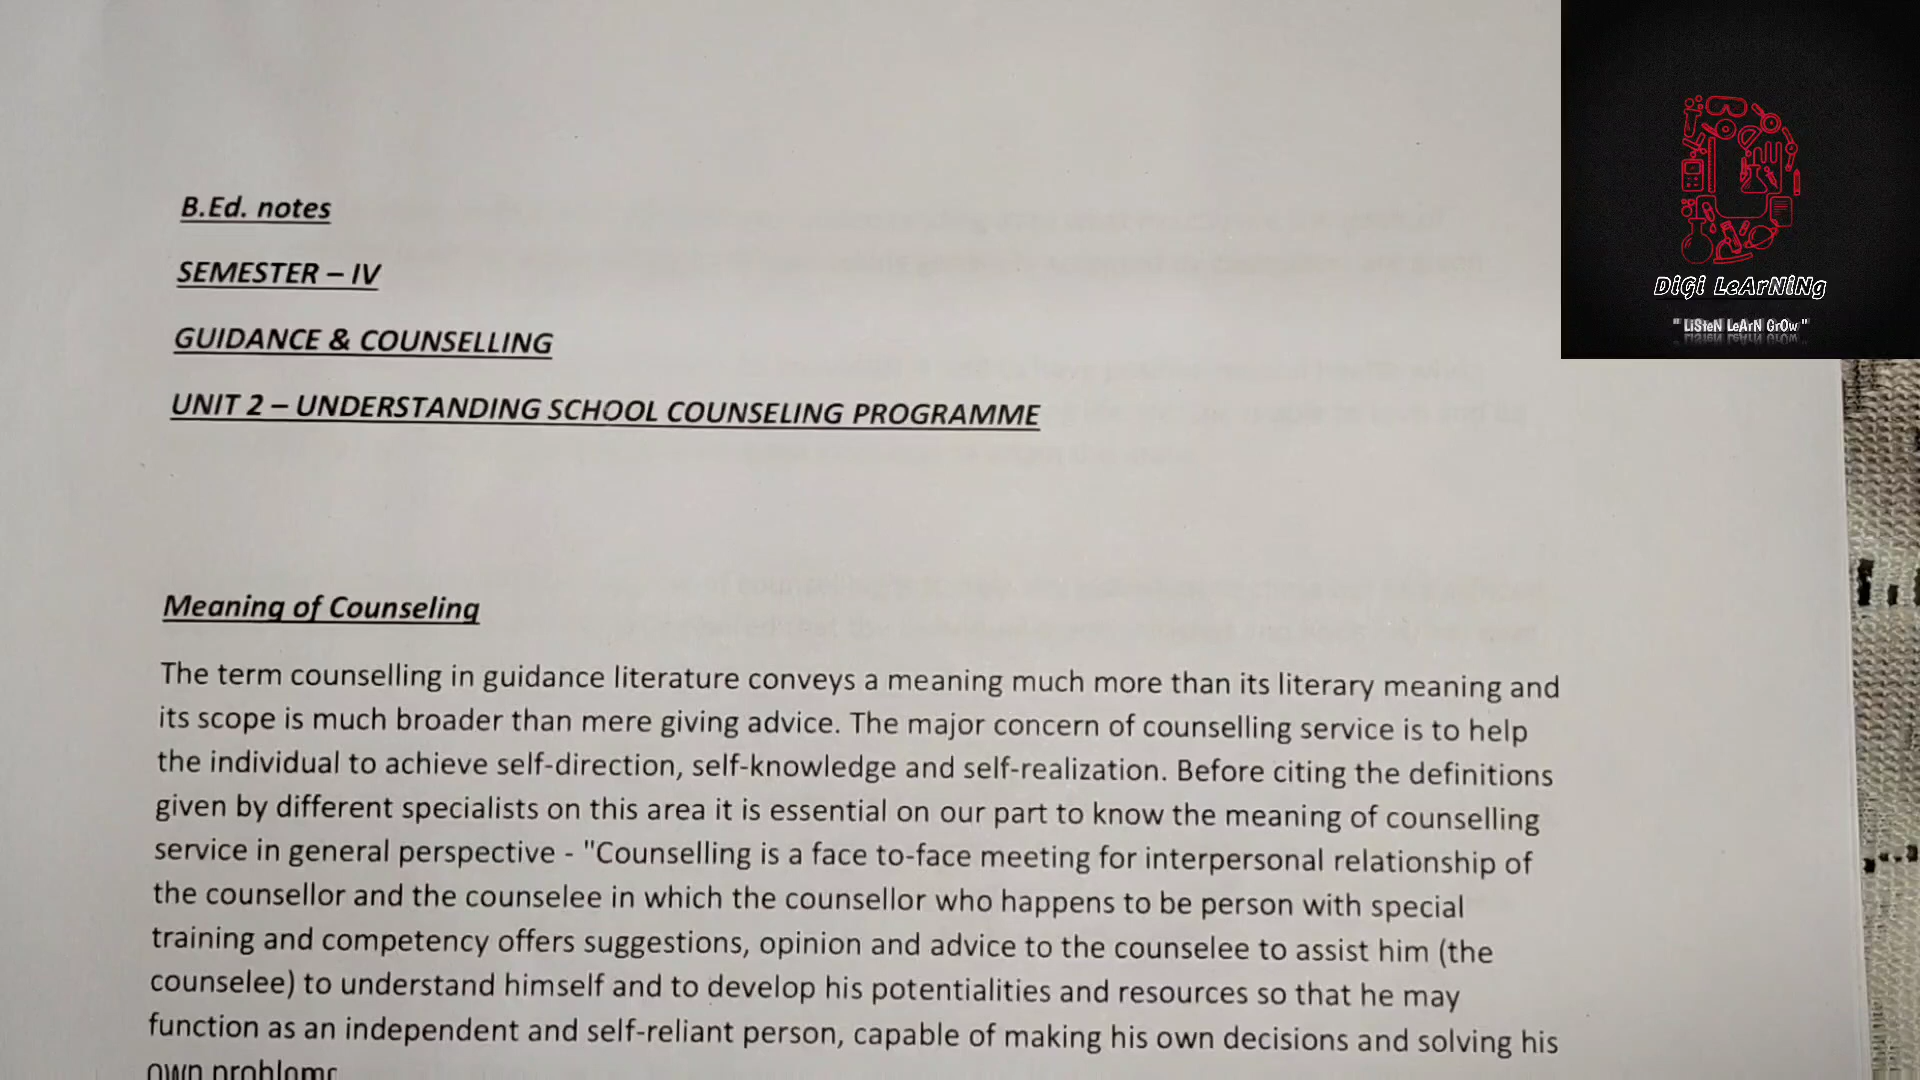 B.Ed. notes
SEMESTER – IV
GUIDANCE & COUNSELLING
UNIT 2 – UNDERSTANDING SCHOOL COUNSELING PROGRAMME
Meaning of Counseling
The term counselling in guidance literature conveys a meaning much more than its literary meaning and
its scope is much broader than mere giving advice. The major concern of counselling service is to help
the individual to achieve self-direction, self-knowledge and self-realization. Before citing the definitions
given by different specialists on this area it is essential on our part to know the meaning of counselling
service in general perspective - "Counselling is a face to-face meeting for interpersonal relationship of
the counsellor and the counselee in which the counsellor who happens to be person with special
training and competency offers suggestions, opinion and advice to the counselee to assist him (the
counselee) to understand himself and to develop his potentialities and resources so that he may
function as an independent and self-reliant person, capable of making his own decisions and solving his
own problems
DiGi LeArNiNg
" LiSteN LeArN GrOw "